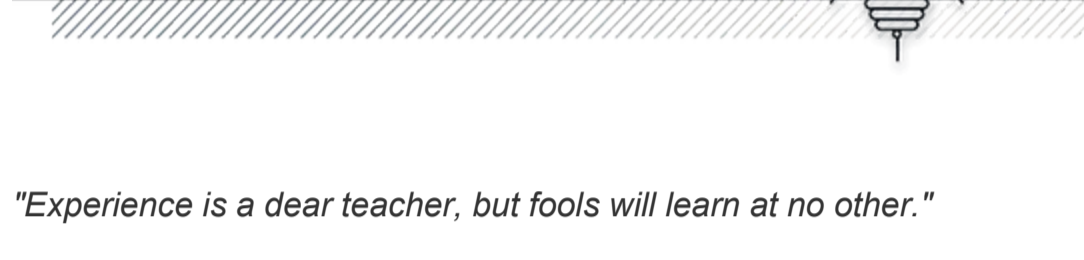 "Experience is a dear teacher, but fools will learn at no other."